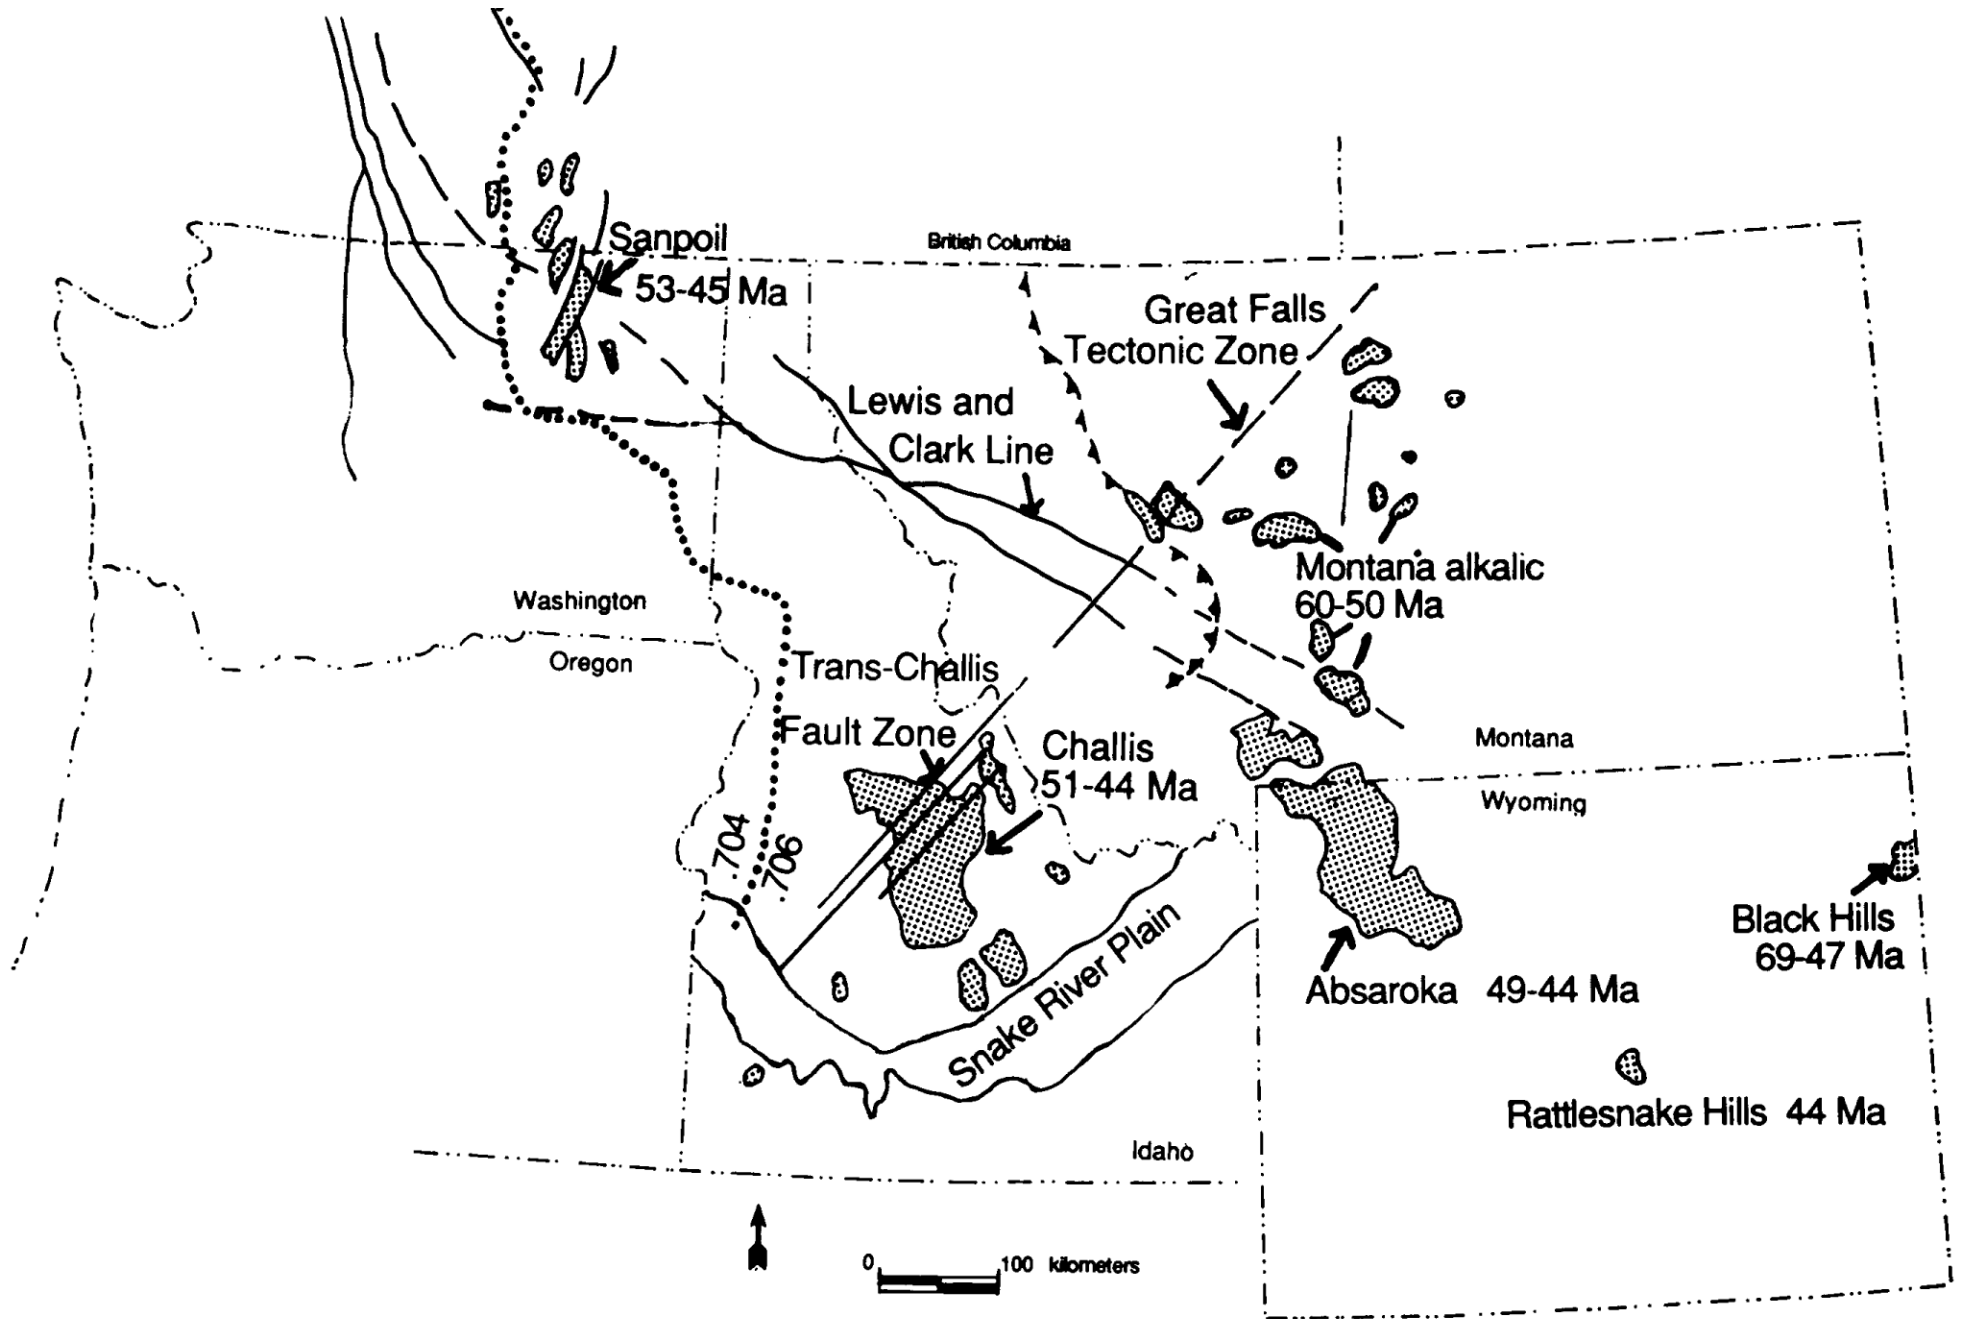 Sanpoil
53-45 Ma
British Columbia
Great Falls
Tectonic Zone
Lewis and
Clark Line
Montana alkalic
60-50 Ma
Washington
Oregon
Trans-Challis
Fault Zone
Challis
51-44 Ma
Montana
Wyoming
.704
.706
Black Hills
69-47 Ma
Absaroka 49-44 Ma
Snake River Plain
Rattlesnake Hills 44 Ma
Idaho
0 100 kilometers